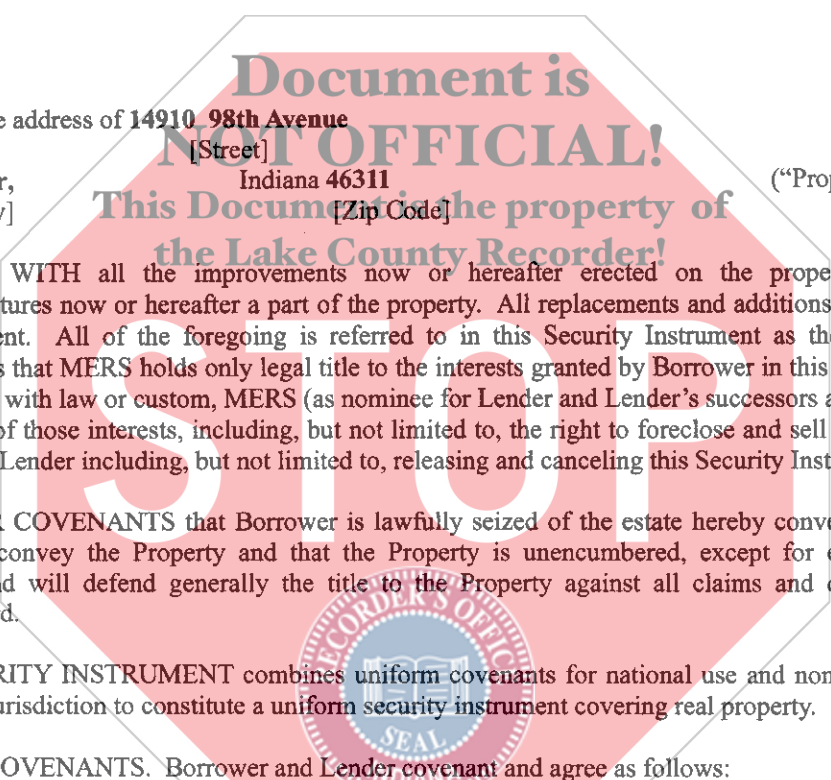 Document is
e address of 14910 98th Avenue
NOT OFFICIAL!
[Street]
r, Indiana 46311 ("Prop
y] This Document is the property of
[Zip Code]
the Lake County Recorder!
WITH all the improvements now or hereafter erected on the prope
tures now or hereafter a part of the property. All replacements and additions
ent. All of the foregoing is referred to in this Security Instrument as th
s that MERS holds only legal title to the interests granted by Borrower in this
with law or custom, MERS (as nominee for Lender and Lender's successors a
of those interests, including, but not limited to, the right to foreclose and sell
Lender including, but not limited to, releasing and canceling this Security Inst
STOP
R COVENANTS that Borrower is lawfully seized of the estate hereby conve
convey the Property and that the Property is unencumbered, except for e
nd will defend generally the title to the Property against all claims and d
d.
RECORDER'S OFFICE
RITY INSTRUMENT combines uniform covenants for national use and non
urisdiction to constitute a uniform security instrument covering real property.
SEAL
OVENANTS. Borrower and Lender covenant and agree as follows: